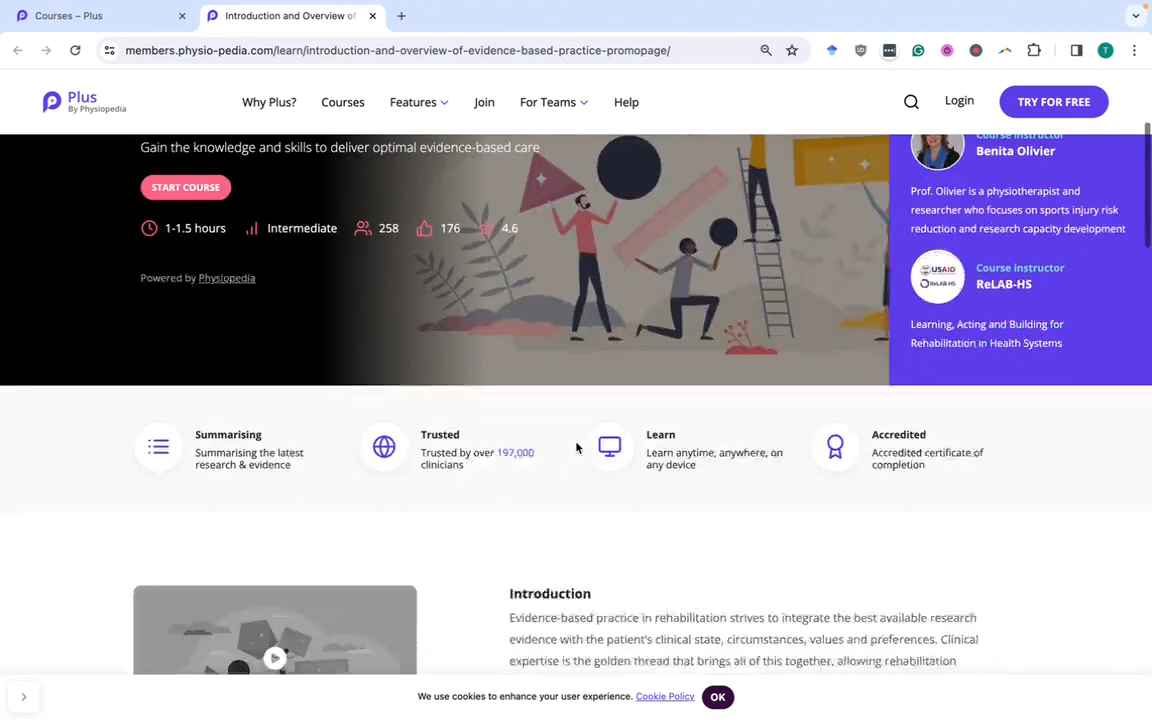 Courses – Plus
Introduction and Overview of
members.physio-pedia.com/learn/introduction-and-overview-of-evidence-based-practice-promopage/
T
Plus
By Physiopedia
Why Plus?
Courses
Features
Join
For Teams
Help
Login
TRY FOR FREE
Gain the knowledge and skills to deliver optimal evidence-based care
START COURSE
1-1.5 hours
Intermediate
258
176
4.6
Powered by Physiopedia
Course instructor
Benita Olivier
Prof. Olivier is a physiotherapist and
researcher who focuses on sports injury risk
reduction and research capacity development
USAID
ReLAB-HS
Course instructor
ReLAB-HS
Learning, Acting and Building for
Rehabilitation in Health Systems
Summarising
Summarising the latest
research & evidence
Trusted
Trusted by over 197,000
clinicians
Learn
Learn anytime, anywhere, on
any device
Accredited
Accredited certificate of
completion
Introduction
Evidence-based practice in rehabilitation strives to integrate the best available research
evidence with the patient's clinical state, circumstances, values and preferences. Clinical
expertise is the golden thread that brings all of this together, allowing rehabilitation
We use cookies to enhance your user experience. Cookie Policy
OK